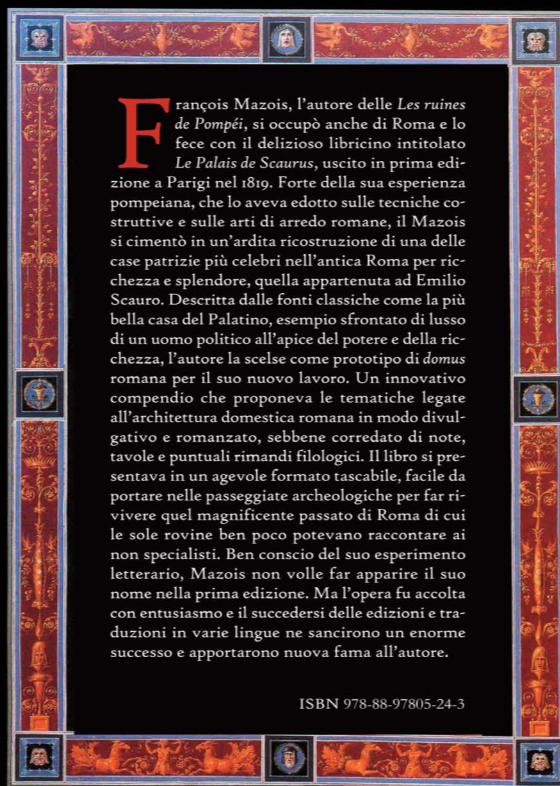 François Mazois, l'autore delle Les ruines
de Pompéi, si occupò anche di Roma e lo
fece con il delizioso libricino intitolato
Le Palais de Scaurus, uscito in prima edi-
zione a Parigi nel 1819. Forte della sua esperienza
pompeiana, che lo aveva edotto sulle tecniche co-
struttive e sulle arti di arredo romane, il Mazois
si cimentò in un'ardita ricostruzione di una delle
case patrizie più celebri nell'antica Roma per ric-
chezza e splendore, quella appartenuta ad Emilio
Scauro. Descritta dalle fonti classiche come la più
bella casa del Palatino, esempio sfrontato di lusso
di un uomo politico all'apice del potere e della ric-
chezza, l'autore la scelse come prototipo di domus
romana per il suo nuovo lavoro. Un innovativo
compendio che proponeva le tematiche legate
all'architettura domestica romana in modo divul-
gativo e romanzato, sebbene corredato di note,
tavole e puntuali rimandi filologici. Il libro si pre-
sentava in un agevole formato tascabile, facile da
portare nelle passeggiate archeologiche per far ri-
vivere quel magnificente passato di Roma di cui
le sole rovine ben poco potevano raccontare ai
non specialisti. Ben conscio del suo esperimento
letterario, Mazois non volle far apparire il suo
nome nella prima edizione. Ma l'opera fu accolta
con entusiasmo e il succedersi delle edizioni e tra-
duzioni in varie lingue ne sancirono un enorme
successo e apportarono nuova fama all'autore.
ISBN 978-88-97805-24-3